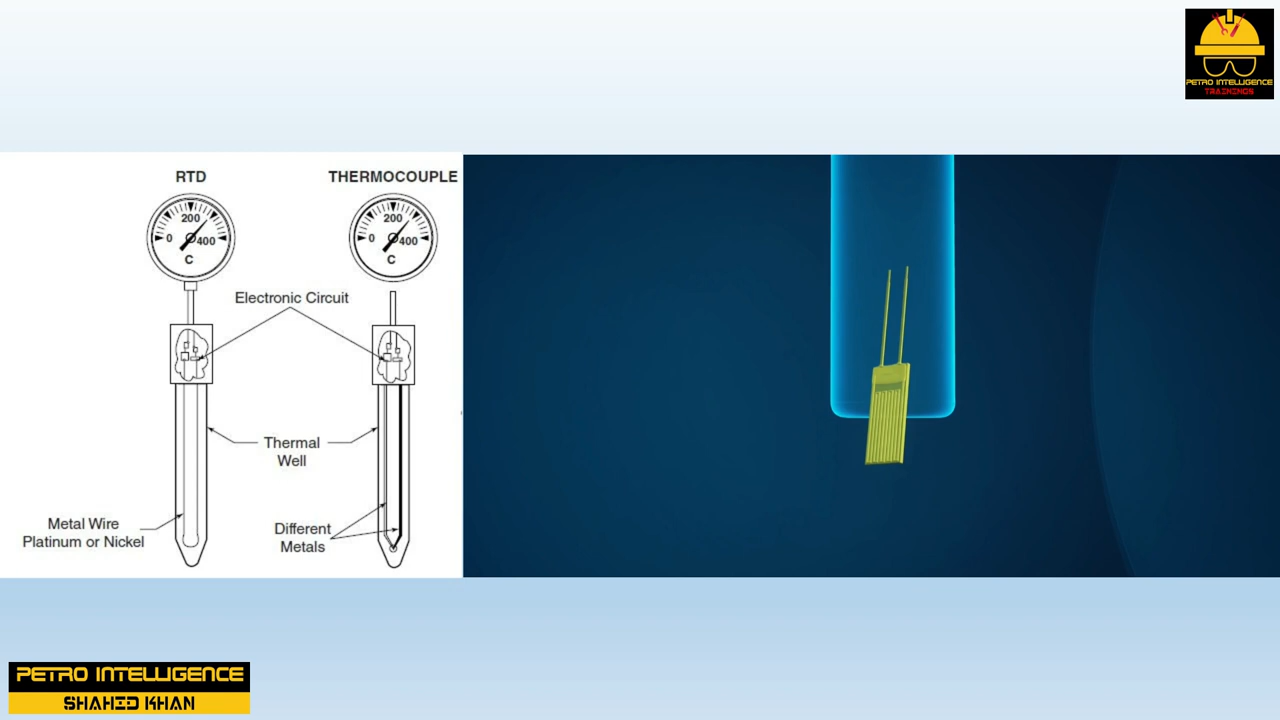 PETRO INTELLIGENCE
TRAININGS
RTD
THERMOCOUPLE
200
0
400
C
200
0
400
C
Electronic Circuit
Thermal
Well
Metal Wire
Platinum or Nickel
Different
Metals
PETRO INTELLIGENCE
SHAHID KHAN